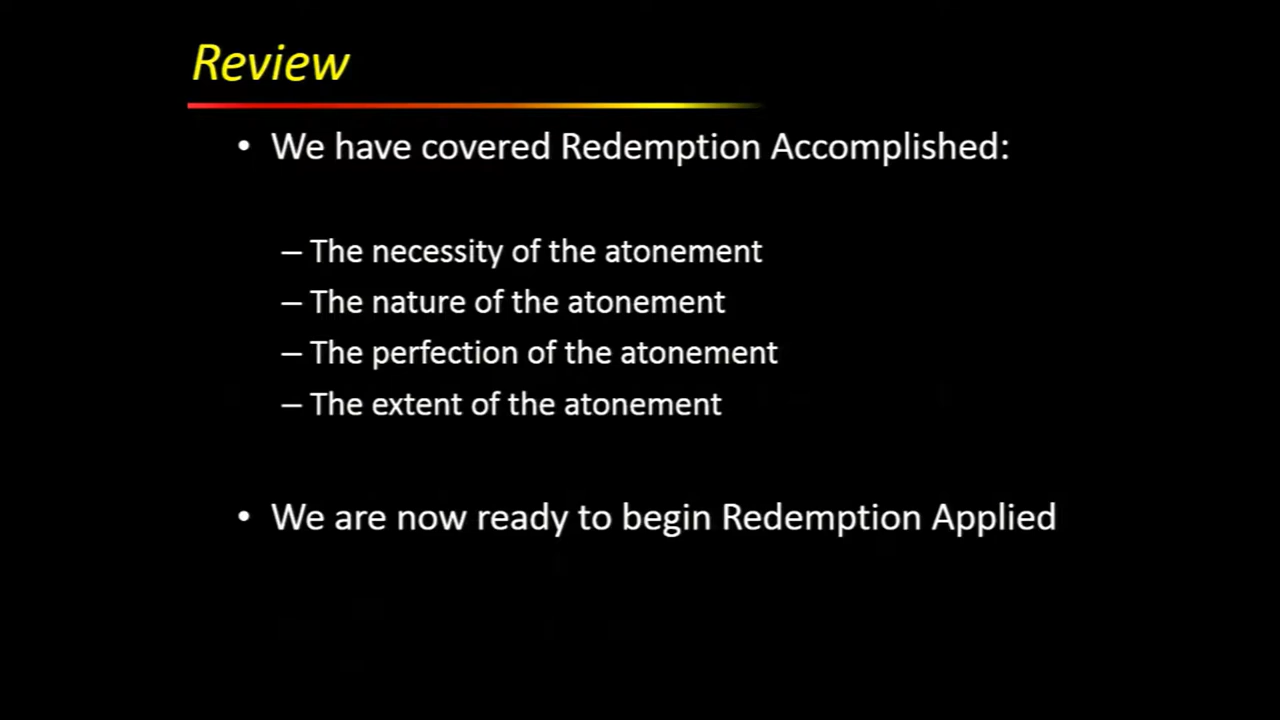 Review
• We have covered Redemption Accomplished:
– The necessity of the atonement
– The nature of the atonement
– The perfection of the atonement
– The extent of the atonement
• We are now ready to begin Redemption Applied